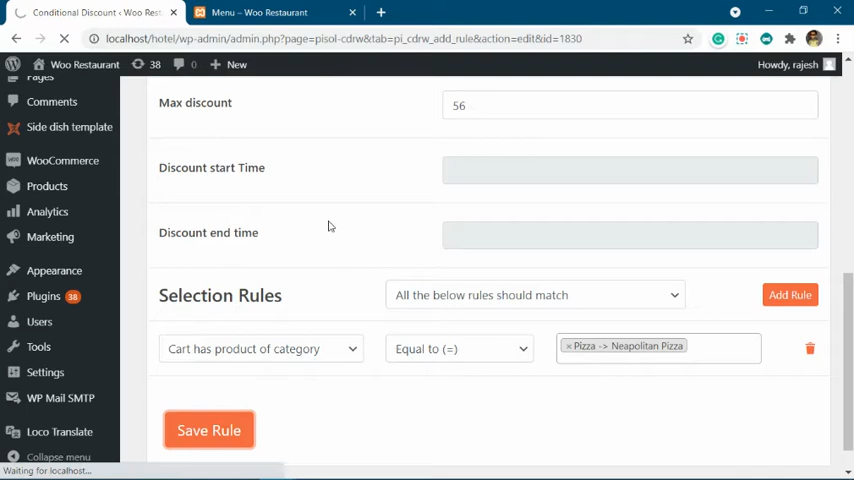 Conditional Discount ‹ Woo Rest
Menu – Woo Restaurant
localhost/hotel/wp-admin/admin.php?page=pisol-cdrw&tab=pi_cdrw_add_rule&action=edit&id=1830
Woo Restaurant
38
0
New
Howdy, rajesh
Pages
Comments
Side dish template
WooCommerce
Products
Analytics
Marketing
Appearance
Plugins 38
Users
Tools
Settings
WP Mail SMTP
Loco Translate
Collapse menu
Max discount
56
Discount start Time
Discount end time
Selection Rules
All the below rules should match
Add Rule
Cart has product of category
Equal to (=)
× Pizza -> Neapolitan Pizza
Save Rule
Waiting for localhost...